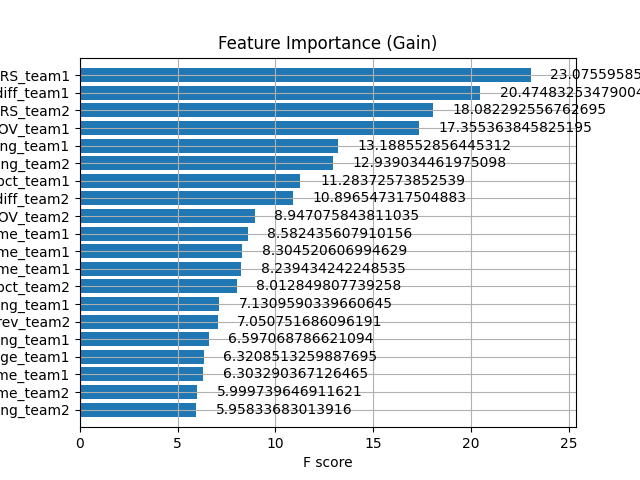 Feature Importance (Gain)
RS_team1 23.07559585
diff_team1 20.47483253479004
RS_team2 18.082292556762695
OV_team1 17.355363845825195
ng_team1 13.188552856445312
ng_team2 12.939034461975098
pct_team1 11.28372573852539
diff_team2 10.896547317504883
OV_team2 8.947075843811035
me_team1 8.582435607910156
me_team1 8.304520606994629
me_team1 8.239434242248535
pct_team2 8.012849807739258
ng_team1 7.1309590339660645
rev_team2 7.050751686096191
ng_team1 6.597068786621094
ge_team1 6.3208513259887695
me_team1 6.303290367126465
me_team2 5.999739646911621
ng_team2 5.95833683013916
0 5 10 15 20 25
F score